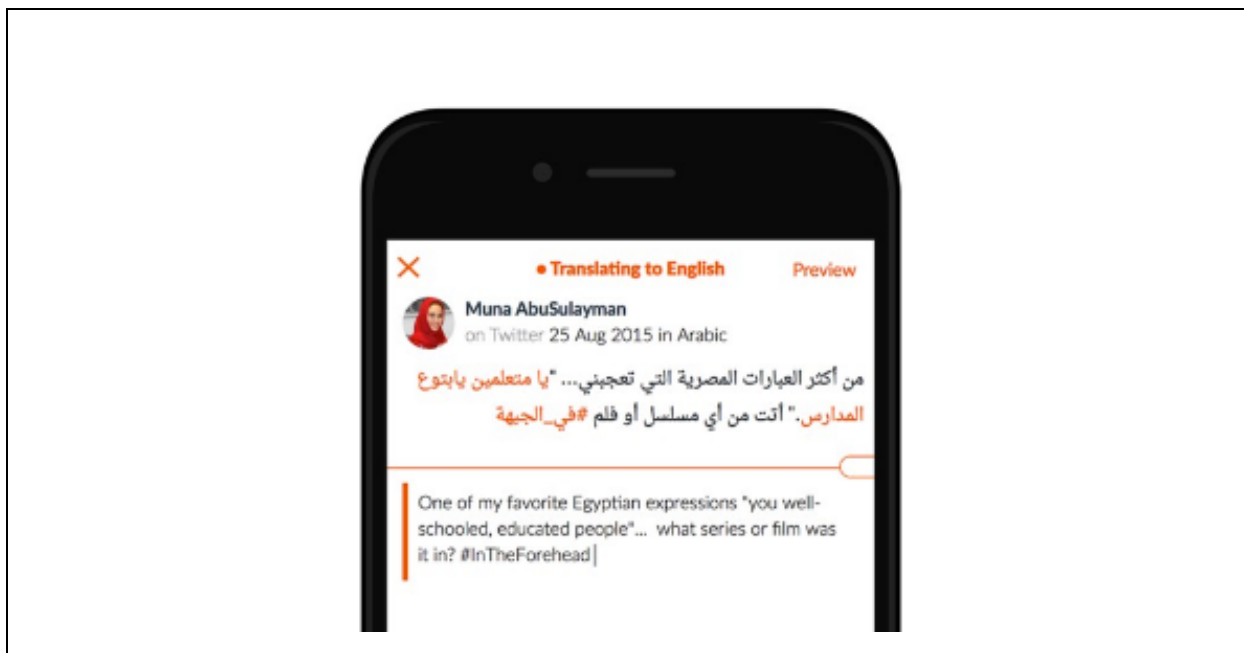 × • Translating to English Preview
Muna AbuSulayman
on Twitter 25 Aug 2015 in Arabic
من أكثر العبارات المصرية التي تعجبني... "يا متعلمين يابتوع
المدارس." أتت من أي مسلسل أو فلم #في_الجبهة
One of my favorite Egyptian expressions "you well-
schooled, educated people"... what series or film was
it in? #InTheForehead